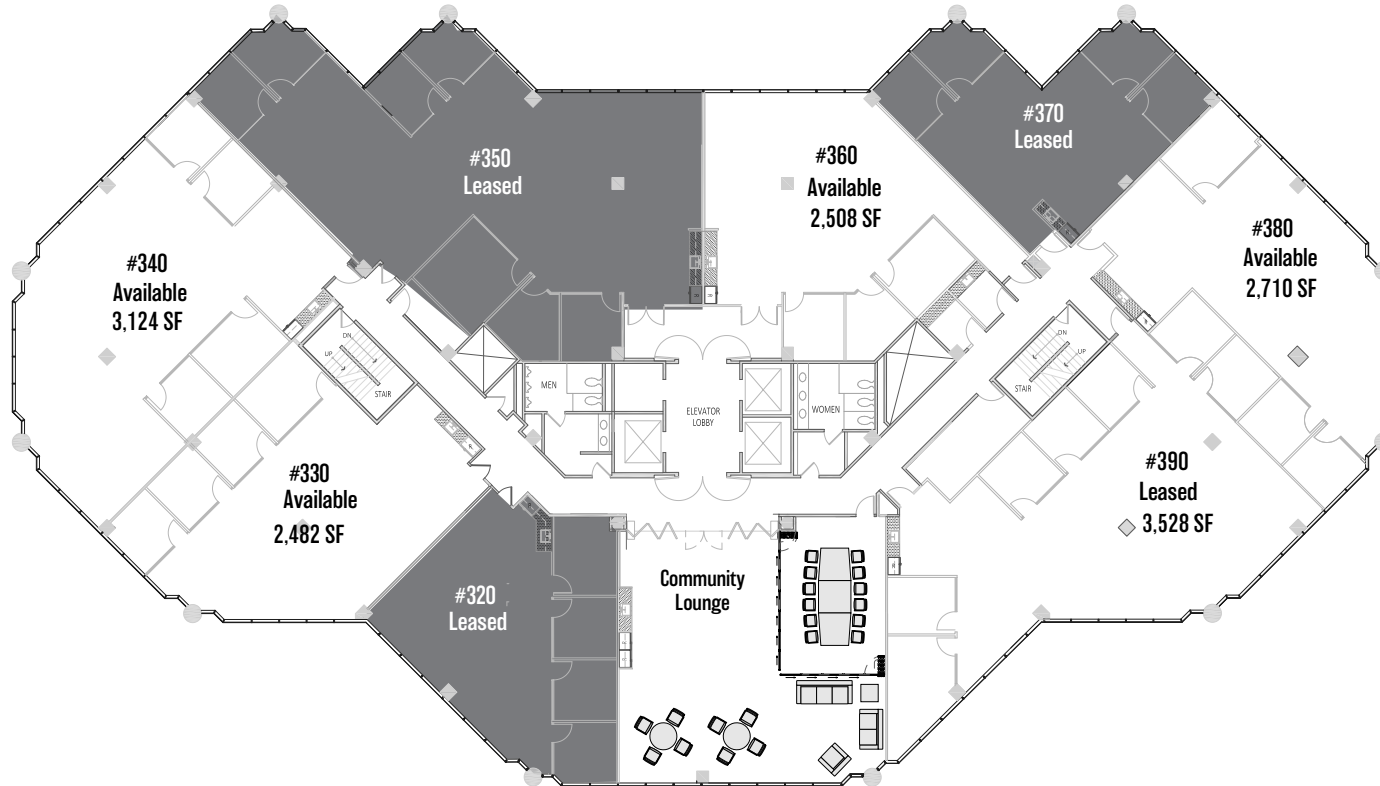 #350
Leased
#360
Available
2,508 SF
#370
Leased
#340
Available
3,124 SF
#380
Available
2,710 SF
DN
UP
STAIR
DN
UP
STAIR
MEN
ELEVATOR
LOBBY
WOMEN
#330
Available
2,482 SF
#390
Leased
3,528 SF
#320
Leased
Community
Lounge